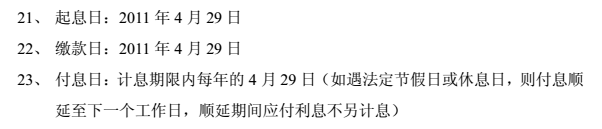 21、 起息日：2011 年 4 月 29 日
22、 缴款日：2011 年 4 月 29 日
23、 付息日：计息期限内每年的 4 月 29 日（如遇法定节假日或休息日，则付息顺
延至下一个工作日，顺延期间应付利息不另计息）